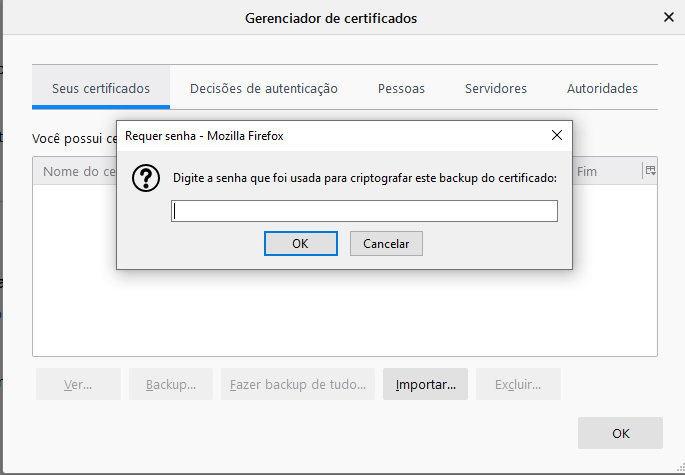 Gerenciador de certificados
Seus certificados
Decisões de autenticação
Pessoas
Servidores
Autoridades
Você possui ce
Requer senha - Mozilla Firefox
Nome do ce
Fim
Digite a senha que foi usada para criptografar este backup do certificado:
OK
Cancelar
Ver...
Backup...
Fazer backup de tudo...
Importar...
Excluir...
OK